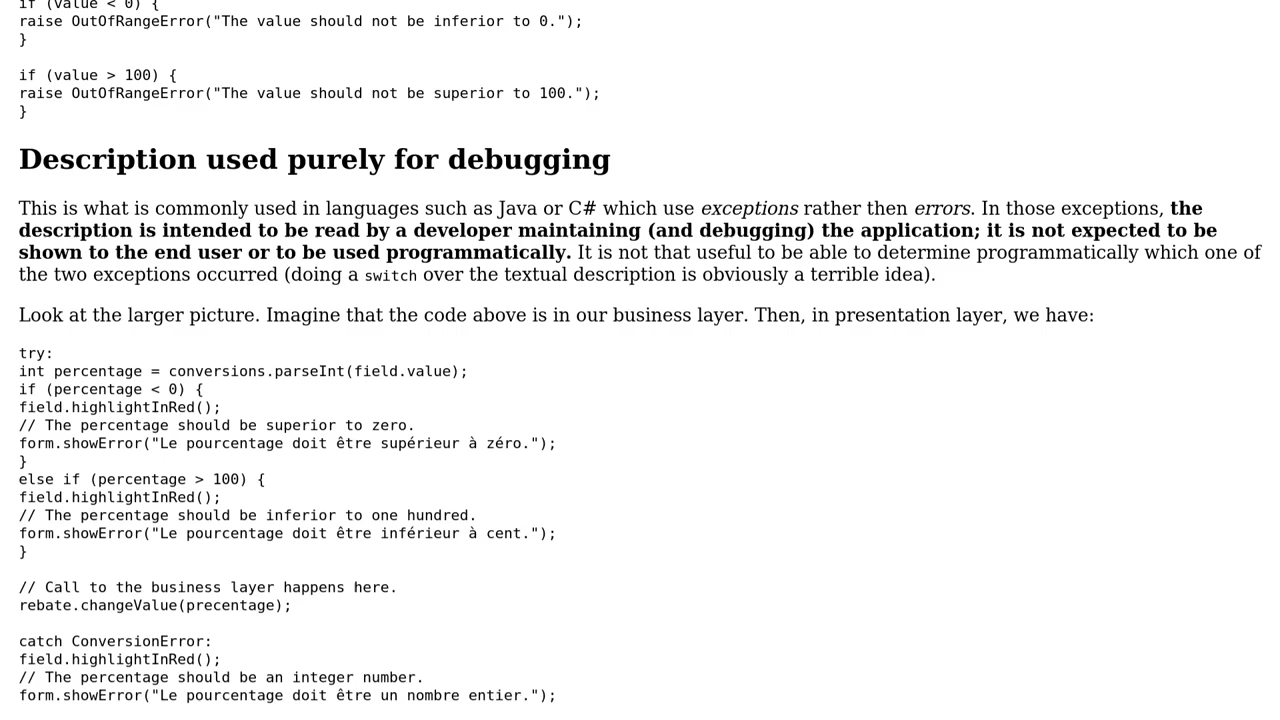 if (value < 0) {
raise OutOfRangeError("The value should not be inferior to 0.");
}
if (value > 100) {
raise OutOfRangeError("The value should not be superior to 100.");
}
Description used purely for debugging
This is what is commonly used in languages such as Java or C# which use exceptions rather then errors. In those exceptions, the
description is intended to be read by a developer maintaining (and debugging) the application; it is not expected to be
shown to the end user or to be used programmatically. It is not that useful to be able to determine programmatically which one of
the two exceptions occurred (doing a switch over the textual description is obviously a terrible idea).
Look at the larger picture. Imagine that the code above is in our business layer. Then, in presentation layer, we have:
try:
int percentage = conversions.parseInt(field.value);
if (percentage < 0) {
field.highlightInRed();
// The percentage should be superior to zero.
form.showError("Le pourcentage doit être supérieur à zéro.");
}
else if (percentage > 100) {
field.highlightInRed();
// The percentage should be inferior to one hundred.
form.showError("Le pourcentage doit être inférieur à cent.");
}
// Call to the business layer happens here.
rebate.changeValue(precentage);
catch ConversionError:
field.highlightInRed();
// The percentage should be an integer number.
form.showError("Le pourcentage doit être un nombre entier.");